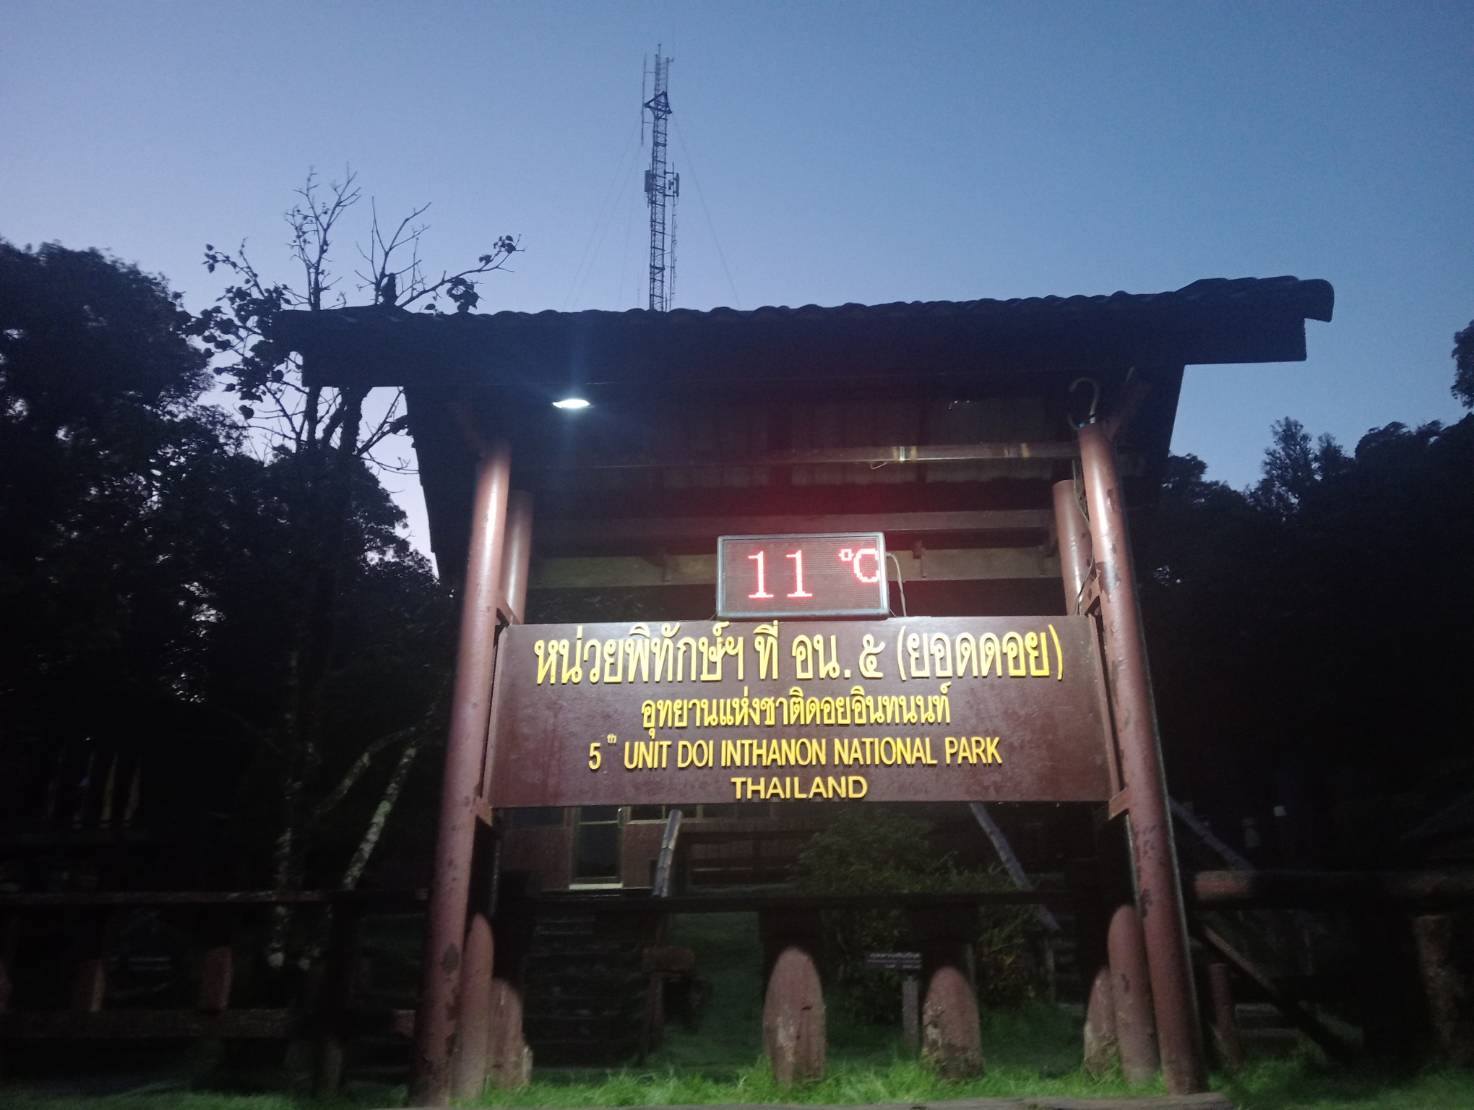 11 °C
หน่วยพิทักษ์ฯ ที่ อน. ๕ (ยอดดอย)
อุทยานแห่งชาติดอยอินทนนท์
5th UNIT DOI INTHANON NATIONAL PARK
THAILAND